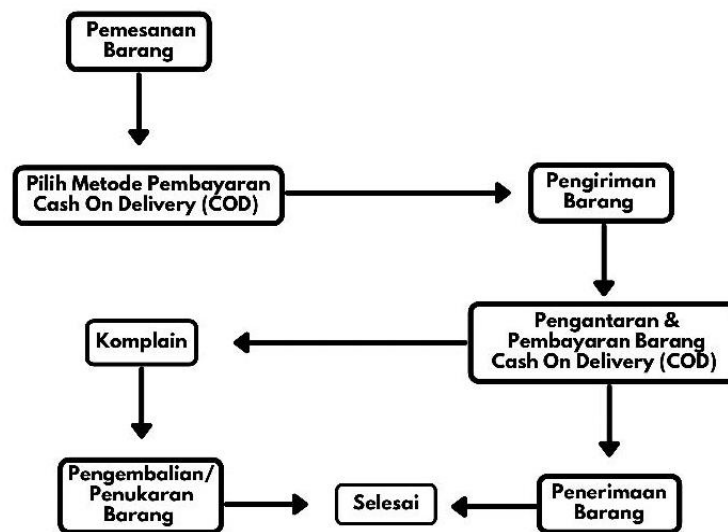 Pemesanan
Barang
Pilih Metode Pembayaran
Cash On Delivery (COD)
Pengiriman
Barang
Pengantaran &
Pembayaran Barang
Cash On Delivery (COD)
Komplain
Pengembalian/
Penukaran
Barang
Selesai
Penerimaan
Barang